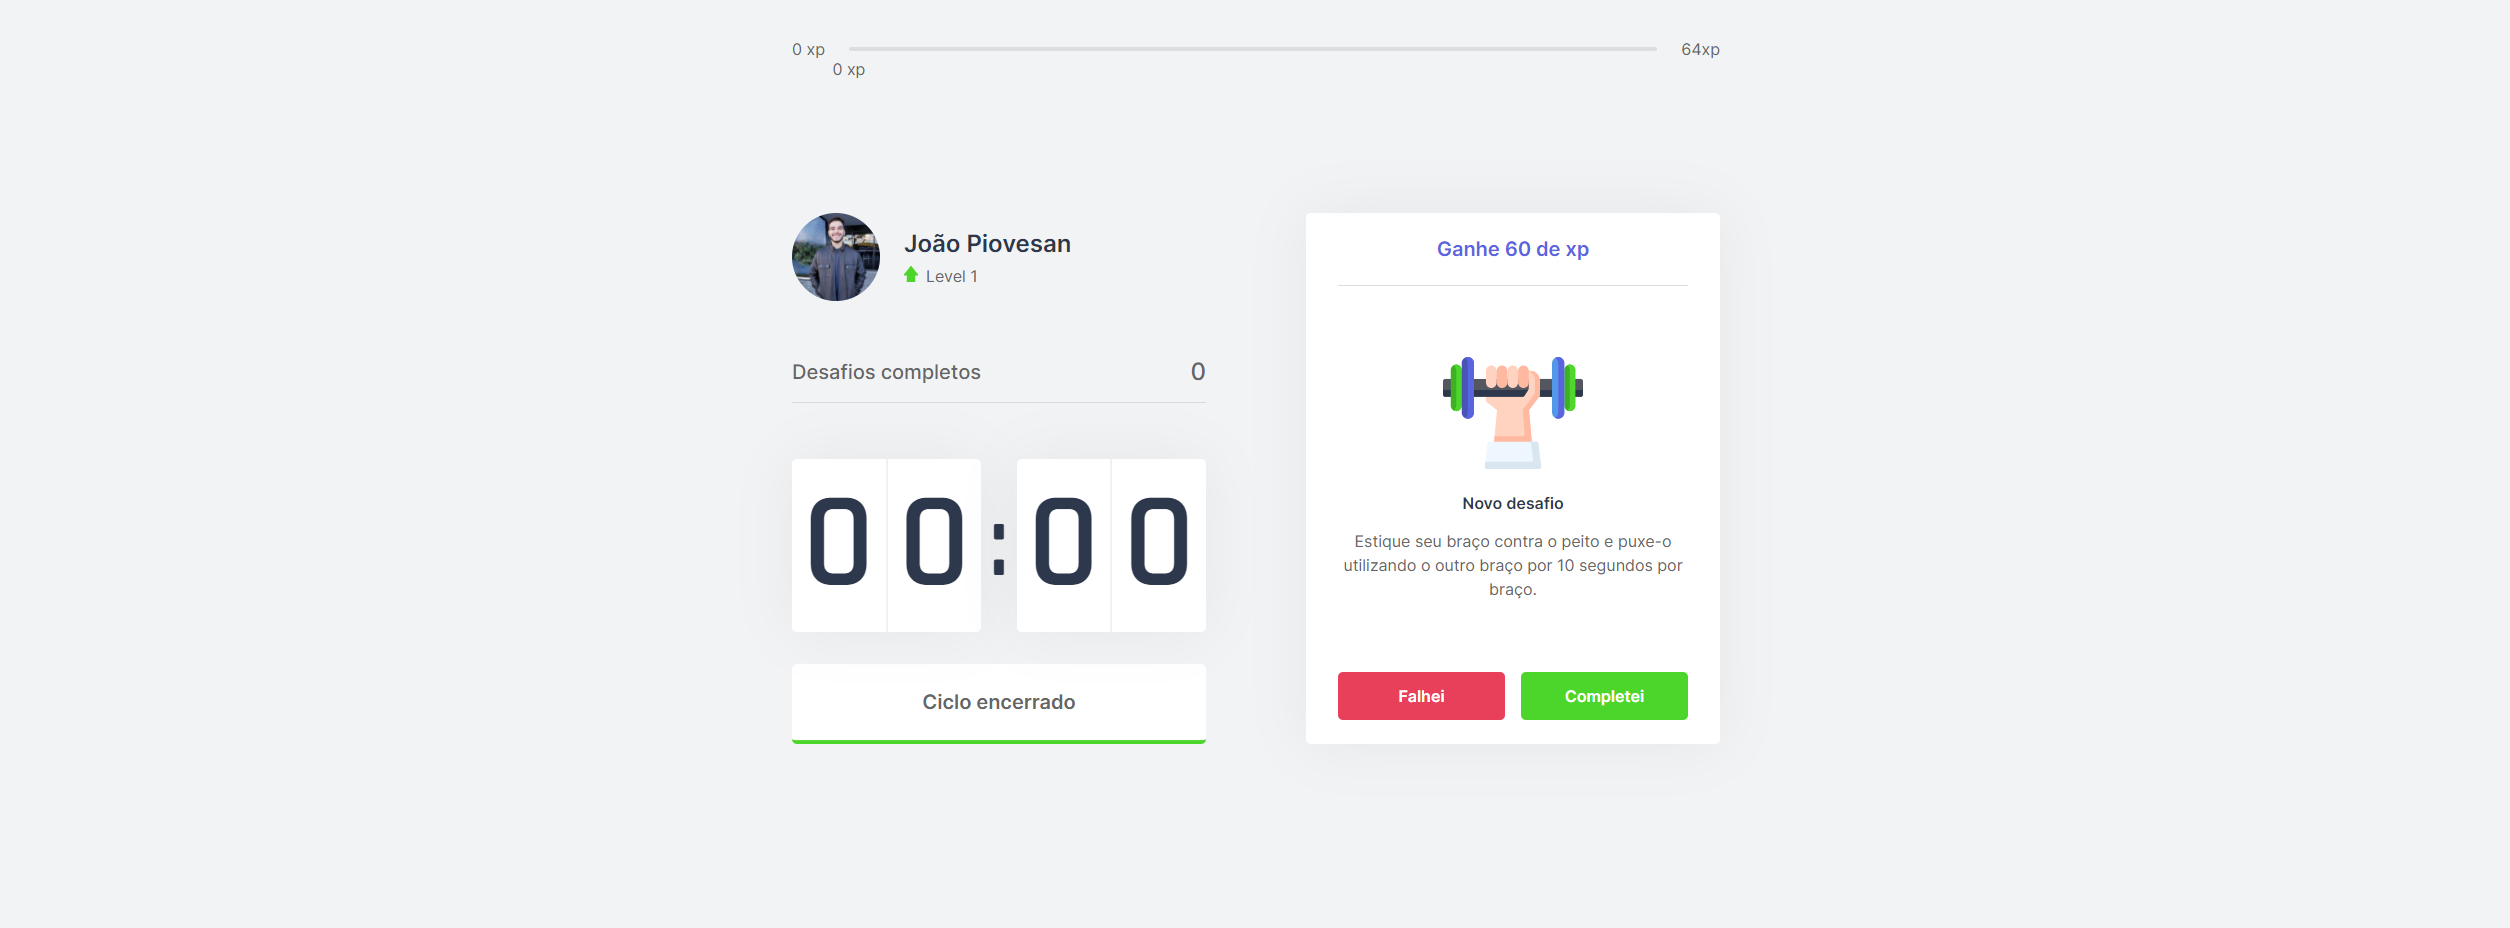 0 xp
64xp
0 xp
João Piovesan
Level 1
Desafios completos
0
00:00
Ciclo encerrado
Ganhe 60 de xp
Novo desafio
Estique seu braço contra o peito e puxe-o
utilizando o outro braço por 10 segundos por
braço.
Falhei
Completei